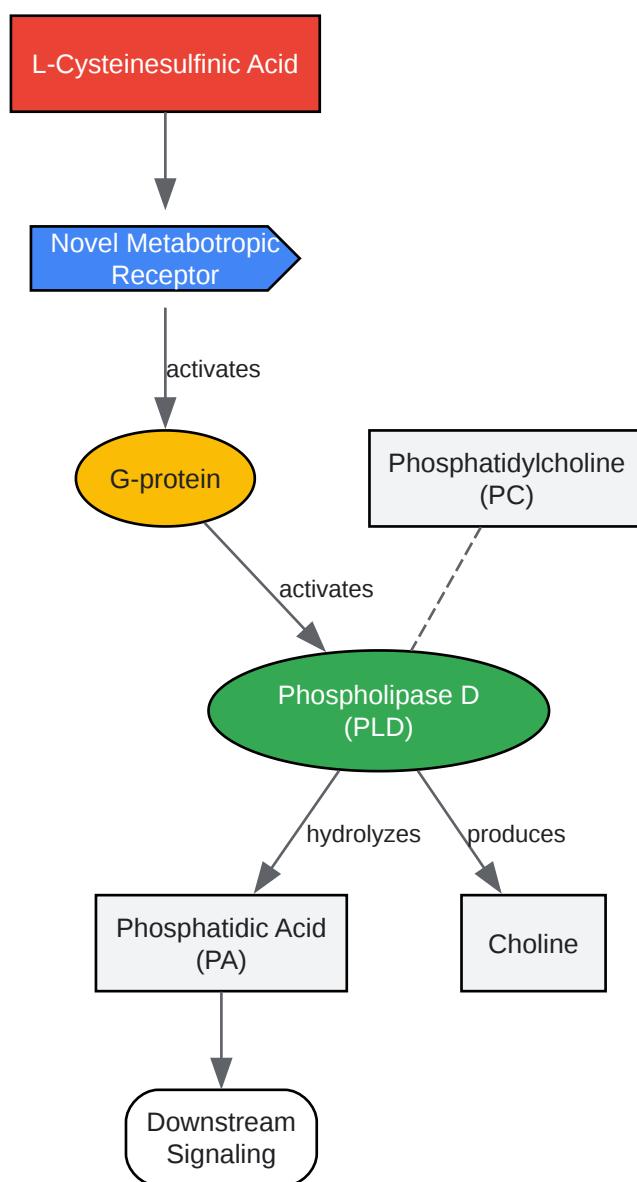 L-Cysteinesulfinic Acid
Novel Metabotropic
Receptor
activates
G-protein
Phosphatidylcholine
(PC)
activates
Phospholipase D
(PLD)
hydrolyzes
produces
Phosphatidic Acid
(PA)
Choline
Downstream
Signaling